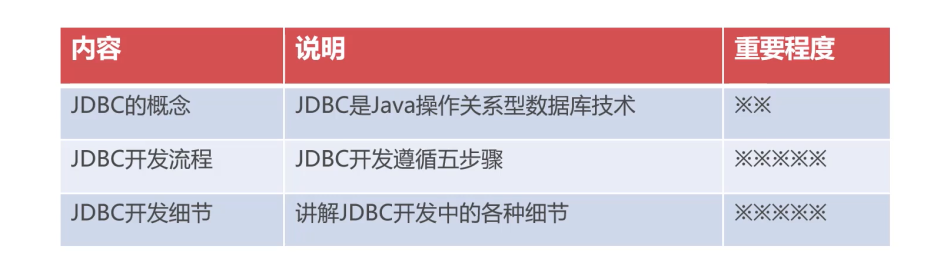 内容 说明 重要程度
JDBC的概念 JDBC是Java操作关系型数据库技术 ※※
JDBC开发流程 JDBC开发遵循五步骤 ※※※※※
JDBC开发细节 讲解JDBC开发中的各种细节 ※※※※※